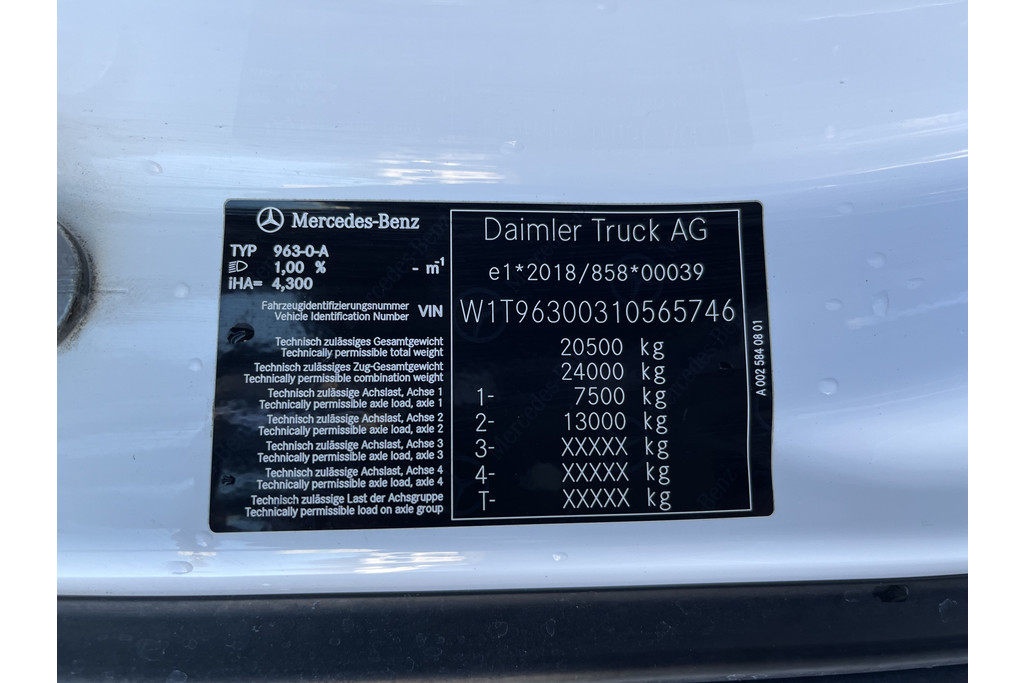 Mercedes-Benz
TYP 963-0-A
1,00 % - m⁻¹
iHA= 4,300
Fahrzeugidentifizierungsnummer
Vehicle Identification Number VIN
Daimler Truck AG
e1*2018/858*00039
W1T96300310565746
Technisch zulässiges Gesamtgewicht
Technically permissible total weight 20500 kg
Technisch zulässiges Zug-Gesamtgewicht
Technically permissible combination weight 24000 kg
Technisch zulässige Achslast, Achse 1
Technically permissible axle load, axle 1 1- 7500 kg
Technisch zulässige Achslast, Achse 2
Technically permissible axle load, axle 2 2- 13000 kg
Technisch zulässige Achslast, Achse 3
Technically permissible axle load, axle 3 3- XXXXX kg
Technisch zulässige Achslast, Achse 4
Technically permissible axle load, axle 4 4- XXXXX kg
Technisch zulässige Last der Achsgruppe
Technically permissible load on axle group T- XXXXX kg
A 002 584 08 01